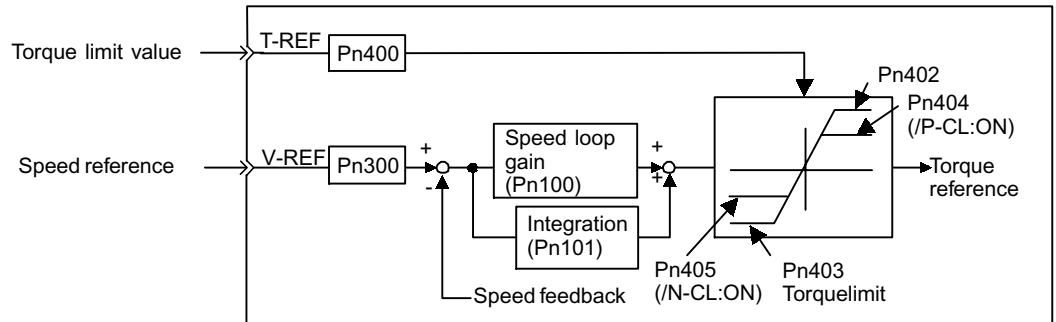 Torque limit value
T-REF
Pn400
Pn402
Pn404
(/P-CL:ON)
Speed reference
V-REF
Pn300
+
-
Speed loop
gain
(Pn100)
+
+
Torque
reference
Integration
(Pn101)
Speed feedback
Pn405
(/N-CL:ON)
Pn403
Torquelimit